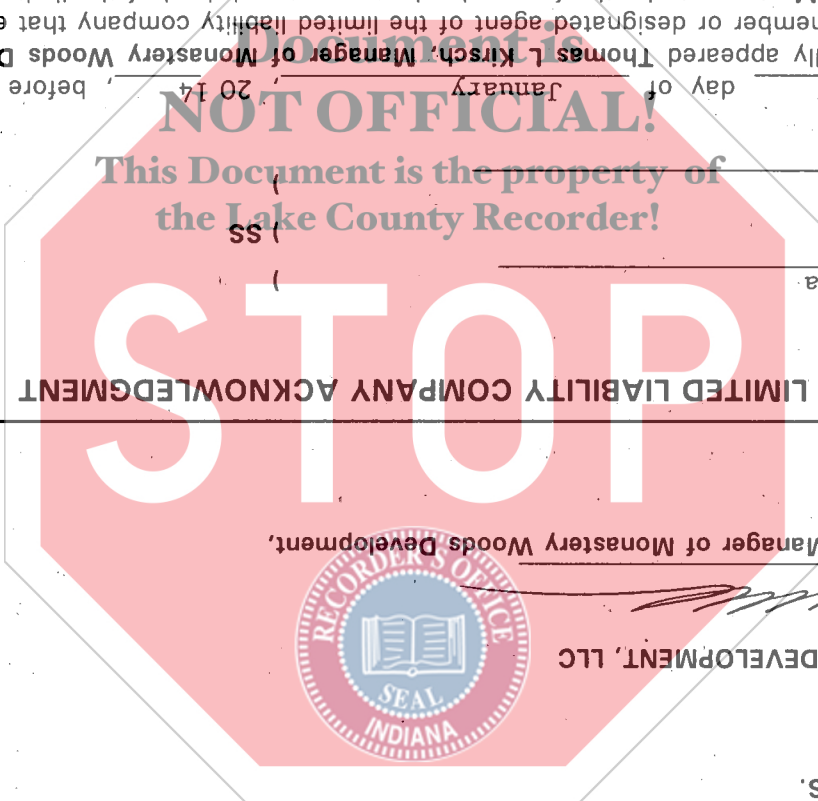 Document is
NOT OFFICIAL!
This Document is the property of
the Lake County Recorder!
STOP
RECORDER'S OFFICE
SEAL
INDIANA
S.
DEVELOPMENT, LLC
Manager of Monastery Woods Development,
LIMITED LIABILITY COMPANY ACKNOWLEDGMENT
a )
) SS
)
day of January, 20 14, before
lly appeared Thomas L Kirsch, Manager of Monastery Woods D
member or designated agent of the limited liability company that e